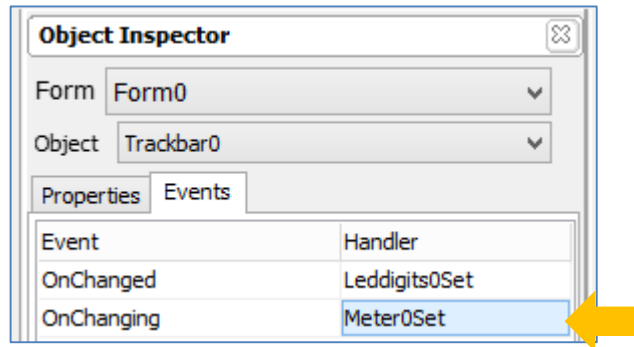 Object Inspector
Form Form0
Object Trackbar0
Properties Events
Event Handler
OnChanged Leddigits0Set
OnChanging Meter0Set